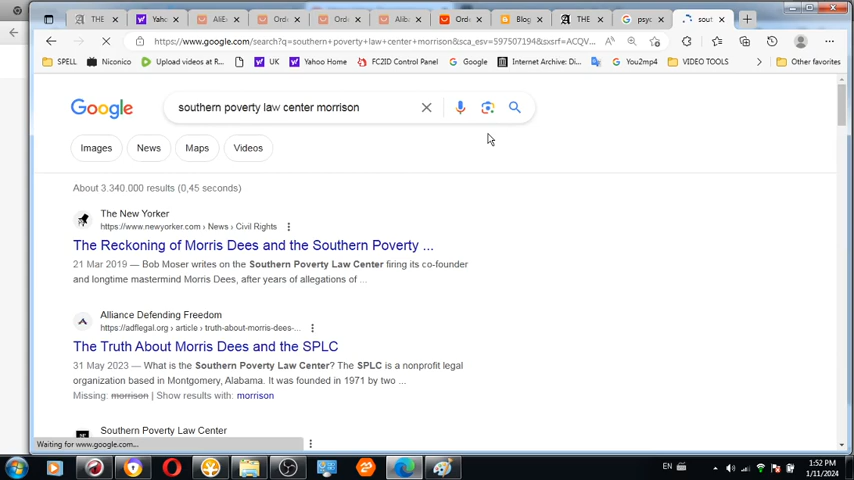 THE
Yaho
AliE
Orde
Orde
Alib
Orde
Blog
THE
psyc
sout
https://www.google.com/search?q=southern+poverty+law+center+morrison&sca_esv=597507194&sxsrf=ACQV...
SPELL
Niconico
Upload videos at R...
UK
Yahoo Home
FC2ID Control Panel
Google
Internet Archive: Di...
You2mp4
VIDEO TOOLS
Other favorites
Google
southern poverty law center morrison
Images
News
Maps
Videos
About 3.340.000 results (0,45 seconds)
The New Yorker
https://www.newyorker.com › News › Civil Rights
The Reckoning of Morris Dees and the Southern Poverty ...
21 Mar 2019 — Bob Moser writes on the Southern Poverty Law Center firing its co-founder
and longtime mastermind Morris Dees, after years of allegations of ...
Alliance Defending Freedom
https://adflegal.org › article › truth-about-morris-dees-...
The Truth About Morris Dees and the SPLC
31 May 2023 — What is the Southern Poverty Law Center? The SPLC is a nonprofit legal
organization based in Montgomery, Alabama. It was founded in 1971 by two ...
Missing: morrison | Show results with: morrison
Southern Poverty Law Center
Waiting for www.google.com...
EN
1:52 PM
1/11/2024